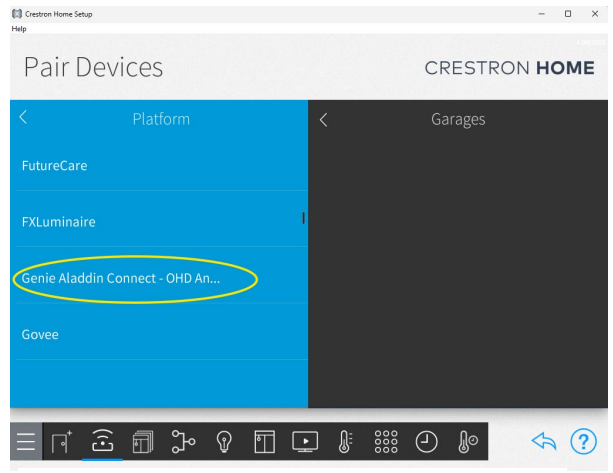 Crestron Home Setup
Help
Pair Devices
CRESTRON HOME
Platform
Garages
FutureCare
FXLuminaire
Genie Aladdin Connect - OHD An...
Govee
?